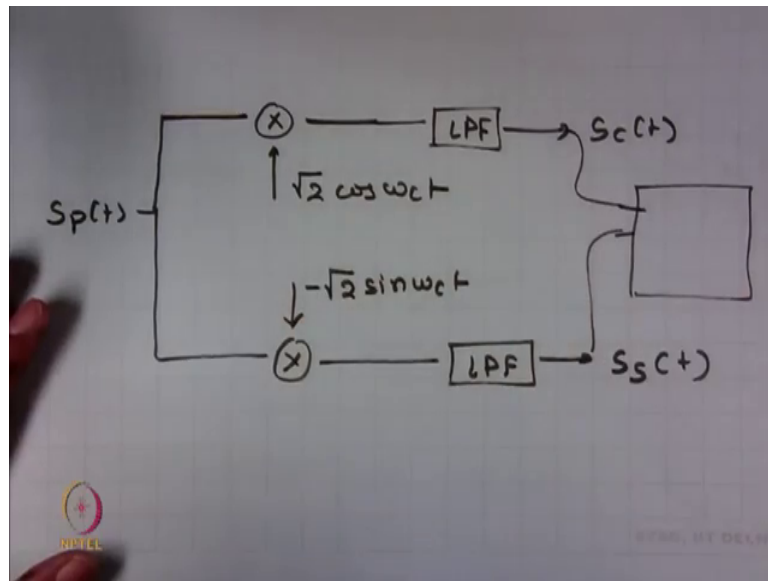 LPF
Sc(t)
√2 cos wct
Sp(t)
-√2 sin wct
LPF
Ss(t)
NPTEL